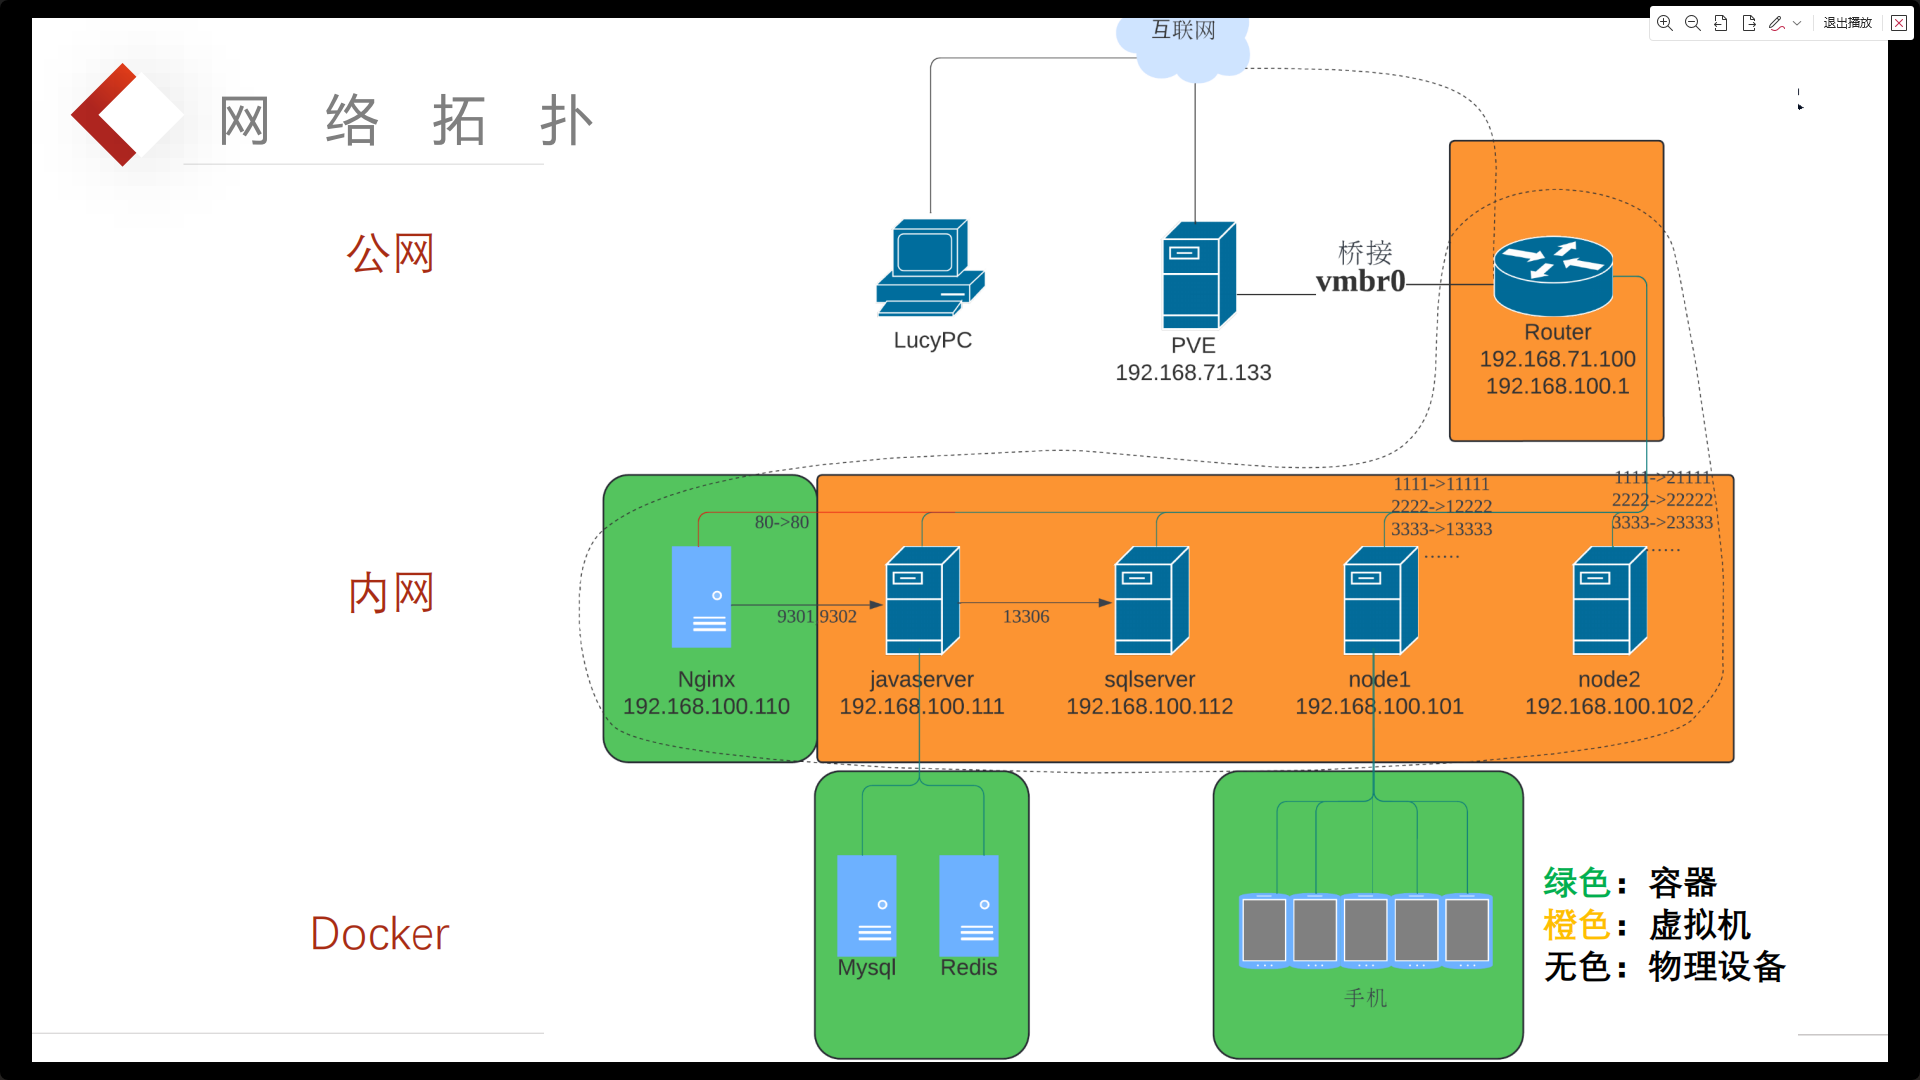 退出播放
互联网
网 络 拓 扑
公网
LucyPC
PVE
192.168.71.133
桥接
vmbr0
Router
192.168.71.100
192.168.100.1
内网
80->80
1111->11111
2222->12222
3333->13333
······
1111->21111
2222->22222
3333->23333
······
9301,9302
13306
Nginx
192.168.100.110
javaserver
192.168.100.111
sqlserver
192.168.100.112
node1
192.168.100.101
node2
192.168.100.102
Docker
Mysql
Redis
手机
绿色：容器
橙色：虚拟机
无色：物理设备